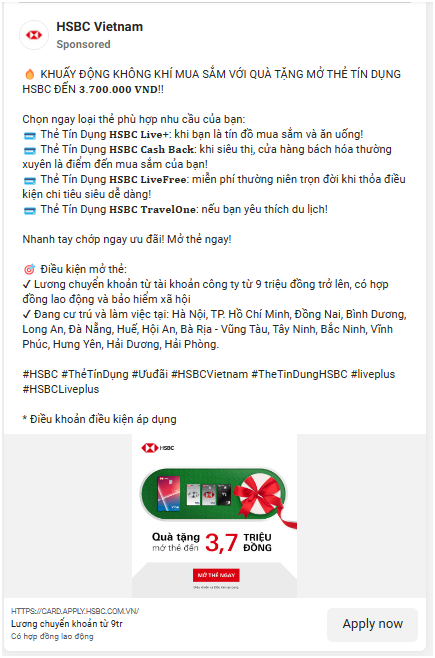 HSBC Vietnam
Sponsored
🔥 KHUẤY ĐỘNG KHÔNG KHÍ MUA SẮM VỚI QUÀ TẶNG MỞ THẺ TÍN DỤNG
HSBC ĐẾN 3.700.000 VND!!
Chọn ngay loại thẻ phù hợp nhu cầu của bạn:
💳 Thẻ Tín Dụng HSBC Live+: khi bạn là tín đồ mua sắm và ăn uống!
💳 Thẻ Tín Dụng HSBC Cash Back: khi siêu thị, cửa hàng bách hóa thường
xuyên là điểm đến mua sắm của bạn!
💳 Thẻ Tín Dụng HSBC LiveFree: miễn phí thường niên trọn đời khi thỏa điều
kiện chi tiêu siêu dễ dàng!
💳 Thẻ Tín Dụng HSBC TravelOne: nếu bạn yêu thích du lịch!
Nhanh tay chớp ngay ưu đãi! Mở thẻ ngay!
🎯 Điều kiện mở thẻ:
✓ Lương chuyển khoản từ tài khoản công ty từ 9 triệu đồng trở lên, có hợp
đồng lao động và bảo hiểm xã hội
✓ Đang cư trú và làm việc tại: Hà Nội, TP. Hồ Chí Minh, Đồng Nai, Bình Dương,
Long An, Đà Nẵng, Huế, Hội An, Bà Rịa - Vũng Tàu, Tây Ninh, Bắc Ninh, Vĩnh
Phúc, Hưng Yên, Hải Dương, Hải Phòng.
#HSBC #ThẻTínDụng #Ưuđãi #HSBCVietnam #TheTinDungHSBC #liveplus
#HSBCLiveplus
* Điều khoản điều kiện áp dụng
HSBC
Quà tặng
mở thẻ đến
3,7 TRIỆU
ĐỒNG
MỞ THẺ NGAY
HTTPS://CARD.APPLY.HSBC.COM.VN/
Lương chuyển khoản từ 9tr
Có hợp đồng lao động
Apply now